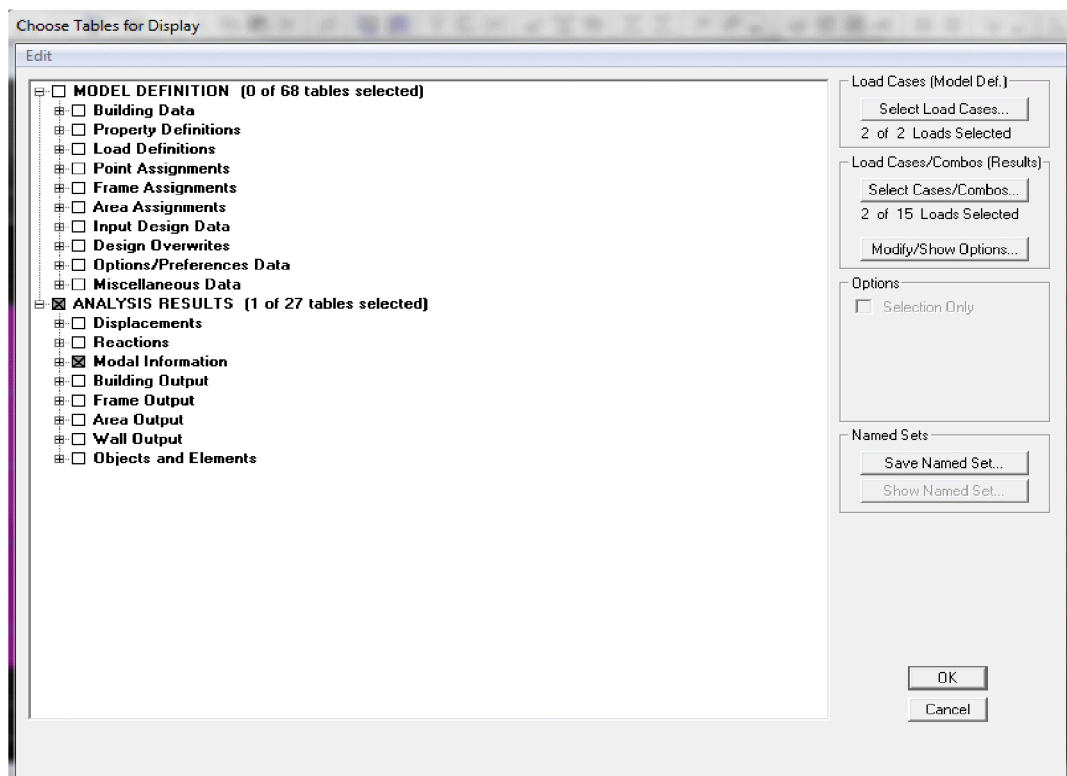 Choose Tables for Display
Edit
MODEL DEFINITION (0 of 68 tables selected)
Building Data
Property Definitions
Load Definitions
Point Assignments
Frame Assignments
Area Assignments
Input Design Data
Design Overwrites
Options/Preferences Data
Miscellaneous Data
ANALYSIS RESULTS (1 of 27 tables selected)
Displacements
Reactions
Modal Information
Building Output
Frame Output
Area Output
Wall Output
Objects and Elements
Load Cases (Model Def.)
Select Load Cases...
2 of 2 Loads Selected
Load Cases/Combos (Results)
Select Cases/Combos...
2 of 15 Loads Selected
Modify/Show Options...
Options
Selection Only
Named Sets
Save Named Set...
Show Named Set...
OK
Cancel